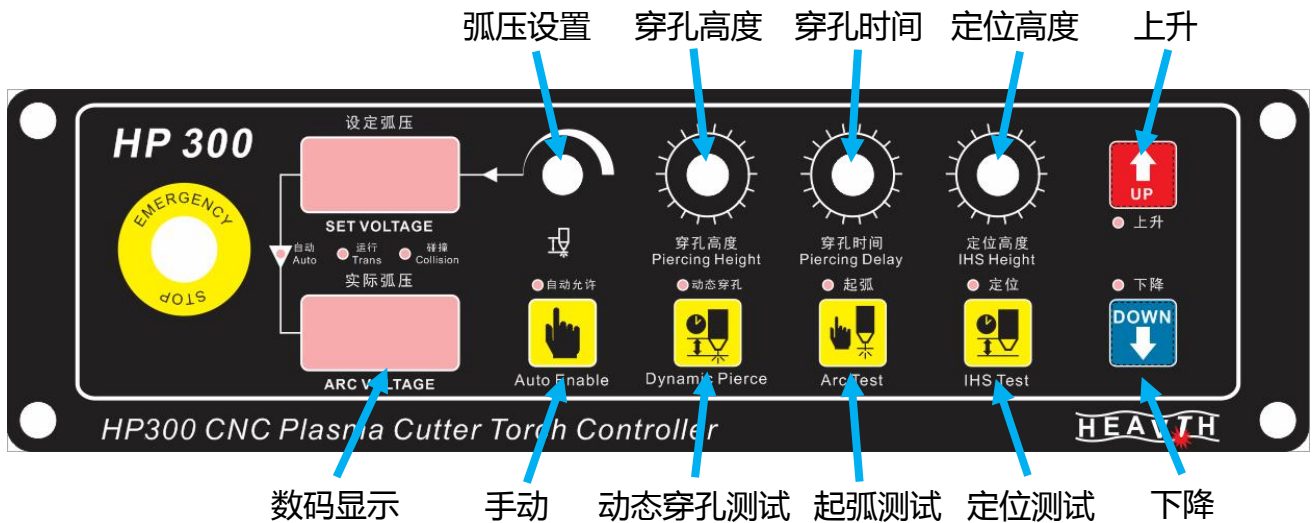 弧压设置
穿孔高度
穿孔时间
定位高度
上升
HP 300
EMERGENCY
STOP
设定弧压
SET VOLTAGE
自动
Auto
运行
Trans
碰撞
Collision
实际弧压
ARC VOLTAGE
穿孔高度
Piercing Height
穿孔时间
Piercing Delay
定位高度
IHS Height
UP
上升
自动允许
Auto Enable
动态穿孔
Dynamic Pierce
起弧
Arc Test
定位
IHS Test
下降
DOWN
HP300 CNC Plasma Cutter Torch Controller
HEAVTH
数码显示
手动
动态穿孔测试
起弧测试
定位测试
下降